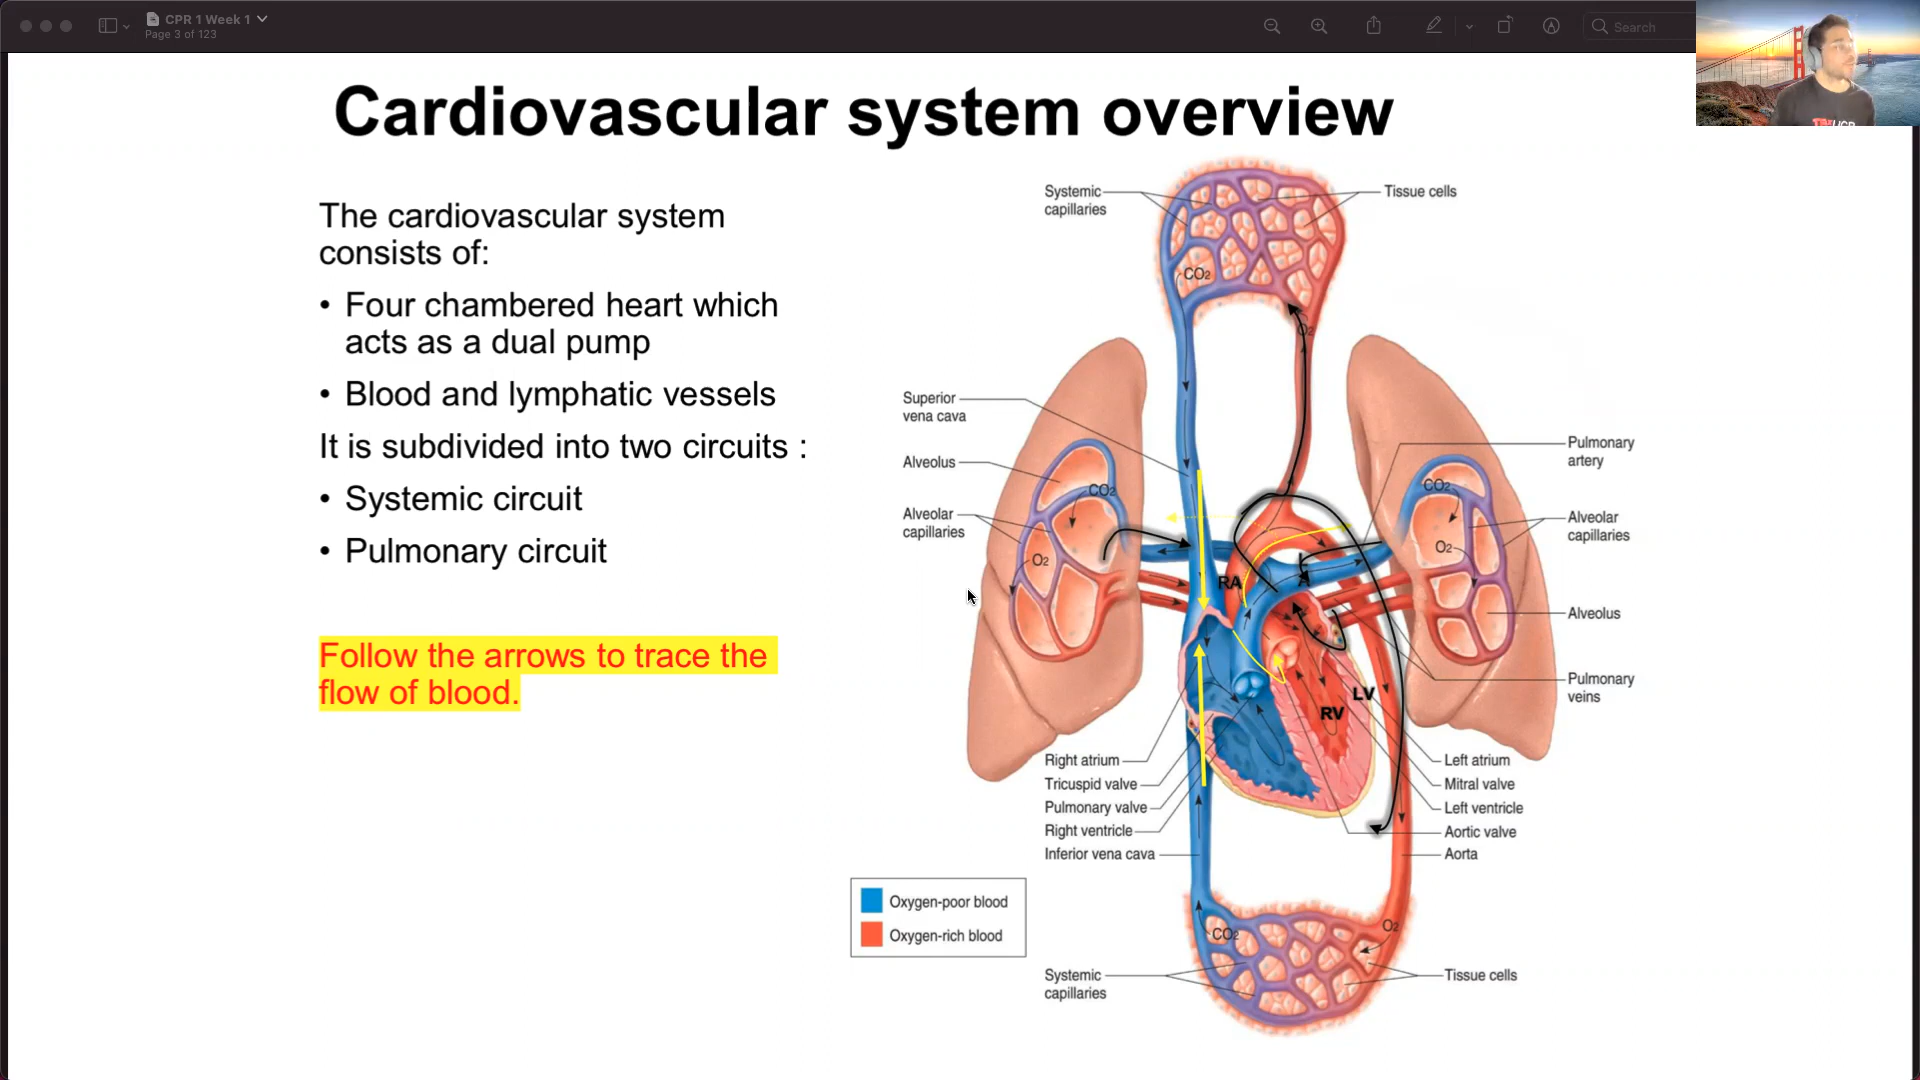 CPR 1 Week 1
Page 3 of 123
Search
Cardiovascular system overview
The cardiovascular system
consists of:
• Four chambered heart which
acts as a dual pump
• Blood and lymphatic vessels
It is subdivided into two circuits :
• Systemic circuit
• Pulmonary circuit
Follow the arrows to trace the
flow of blood.
Systemic
capillaries
Tissue cells
CO2
O2
Superior
vena cava
Alveolus
Alveolar
capillaries
CO2
O2
Pulmonary
artery
CO2
O2
Alveolar
capillaries
Alveolus
Pulmonary
veins
RA
LV
RV
Right atrium
Tricuspid valve
Pulmonary valve
Right ventricle
Inferior vena cava
Left atrium
Mitral valve
Left ventricle
Aortic valve
Aorta
Oxygen-poor blood
Oxygen-rich blood
CO2
O2
Systemic
capillaries
Tissue cells